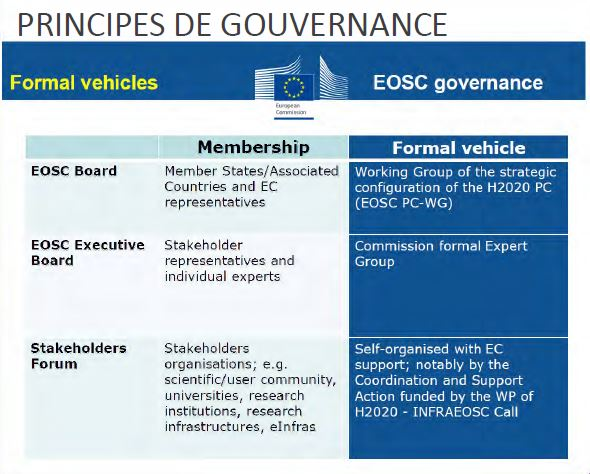 PRINCIPES DE GOUVERNANCE
Formal vehicles
EOSC governance
European
Commission
Membership
Formal vehicle
EOSC Board
Member States/Associated
Countries and EC
representatives
Working Group of the strategic
configuration of the H2020 PC
(EOSC PC-WG)
EOSC Executive
Board
Stakeholder
representatives and
individual experts
Commission formal Expert
Group
Stakeholders
Forum
Stakeholders
organisations; e.g.
scientific/user community,
universities, research
institutions, research
infrastructures, eInfras
Self-organised with EC
support; notably by the
Coordination and Support
Action funded by the WP of
H2020 - INFRAEOSC Call